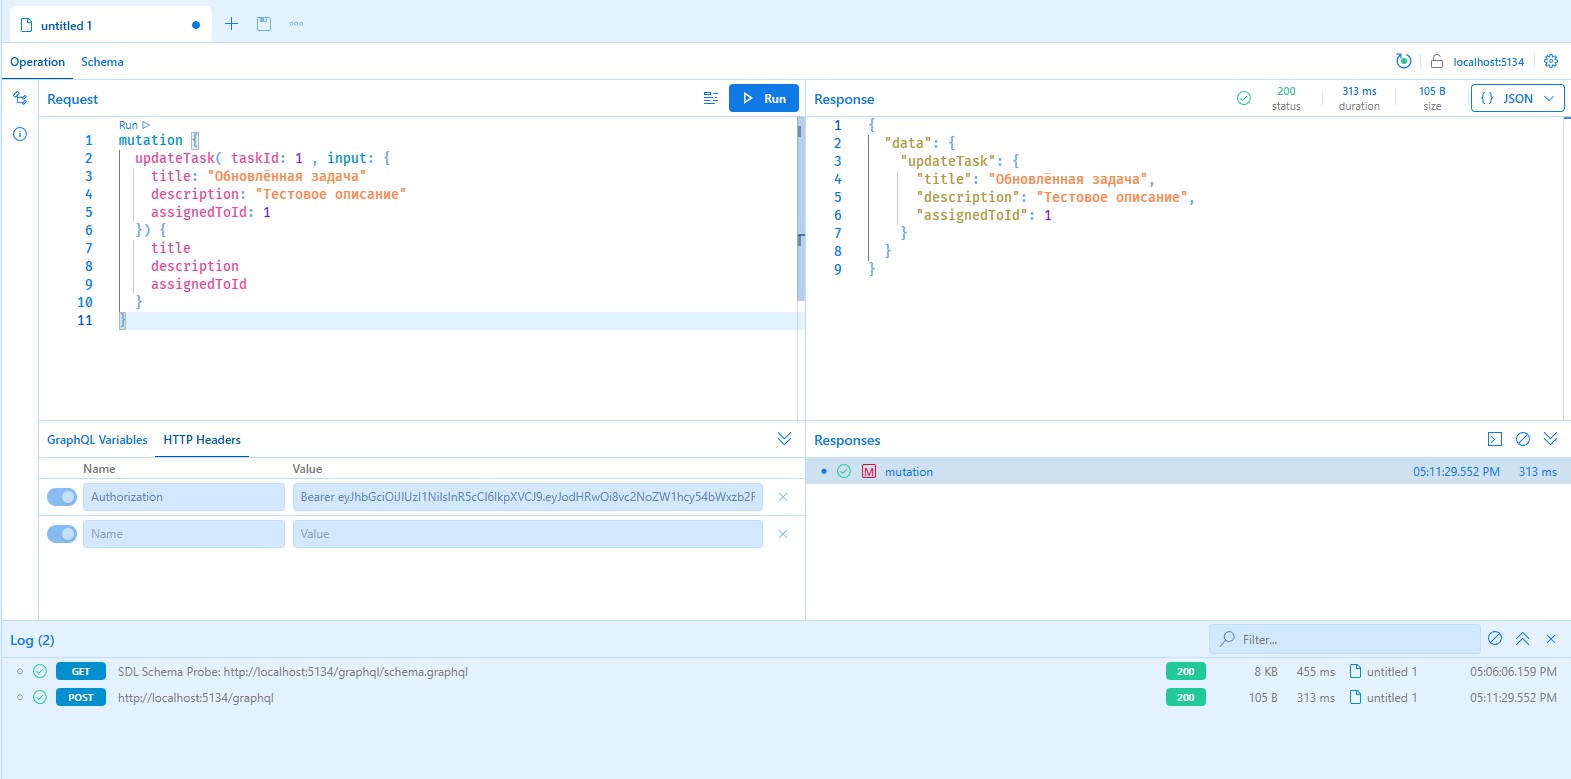 untitled 1
Operation Schema
localhost:5134
Request
Run
Run
1 mutation {
2 updateTask( taskId: 1 , input: {
3 title: "Обновлённая задача"
4 description: "Тестовое описание"
5 assignedToId: 1
6 }) {
7 title
8 description
9 assignedToId
10 }
11 }
Response
200 status
313 ms duration
105 B size
{ } JSON
1 {
2 "data": {
3 "updateTask": {
4 "title": "Обновлённая задача",
5 "description": "Тестовое описание",
6 "assignedToId": 1
7 }
8 }
9 }
GraphQL Variables HTTP Headers
Name Value
Authorization
Name Value
Responses
M mutation 05:11:29.552 PM 313 ms
Log (2)
Filter...
GET SDL Schema Probe: http://localhost:5134/graphql/schema.graphql 200 8 KB 455 ms untitled 1 05:06:06.159 PM
POST http://localhost:5134/graphql 200 105 B 313 ms untitled 1 05:11:29.552 PM